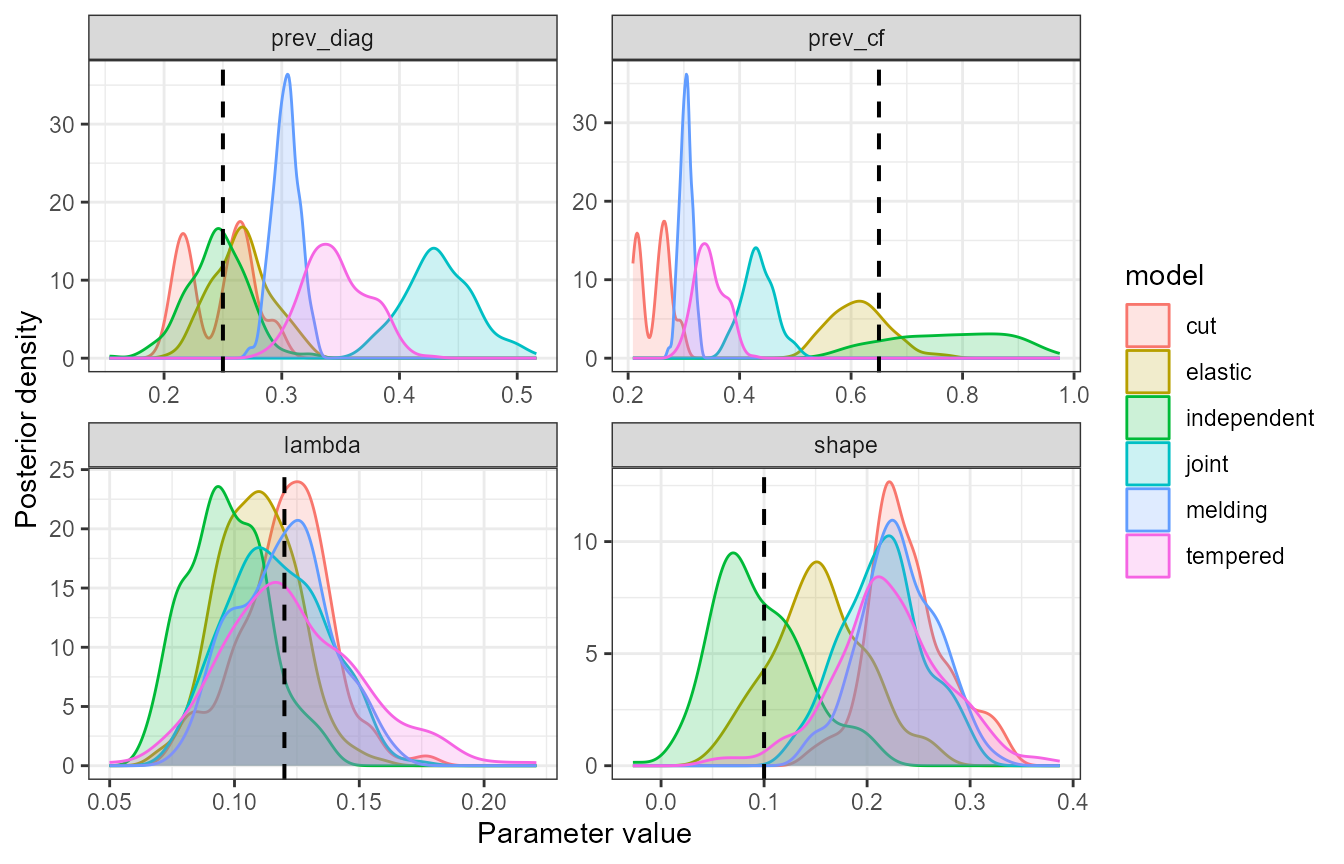 prev_diag
prev_cf
30
20
10
0
0.2 0.3 0.4 0.5
30
20
10
0
0.2 0.4 0.6 0.8 1.0
lambda
shape
25
20
15
10
5
0
0.05 0.10 0.15 0.20
10
5
0
0.0 0.1 0.2 0.3 0.4
Posterior density
Parameter value
model
cut
elastic
independent
joint
melding
tempered